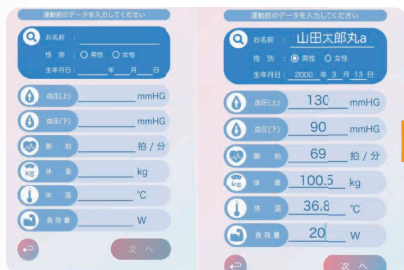 運動前のデータを入力してください
お名前 :
性 別 : 男性 女性
生年月日: 年 月 日
血圧(上) mmHG
血圧(下) mmHG
脈 拍 拍 / 分
体 重 kg
体 温 °C
負荷量 W
次 へ
運動前のデータを入力してください
お名前 : 山田太郎丸a
性 別 : 男性 女性
生年月日: 2000 年 3 月 13 日
血圧(上) 130 mmHG
血圧(下) 90 mmHG
脈 拍 69 拍 / 分
kg 体 重 100.5 kg
体 温 36.8 °C
負荷量 20 W
次 へ